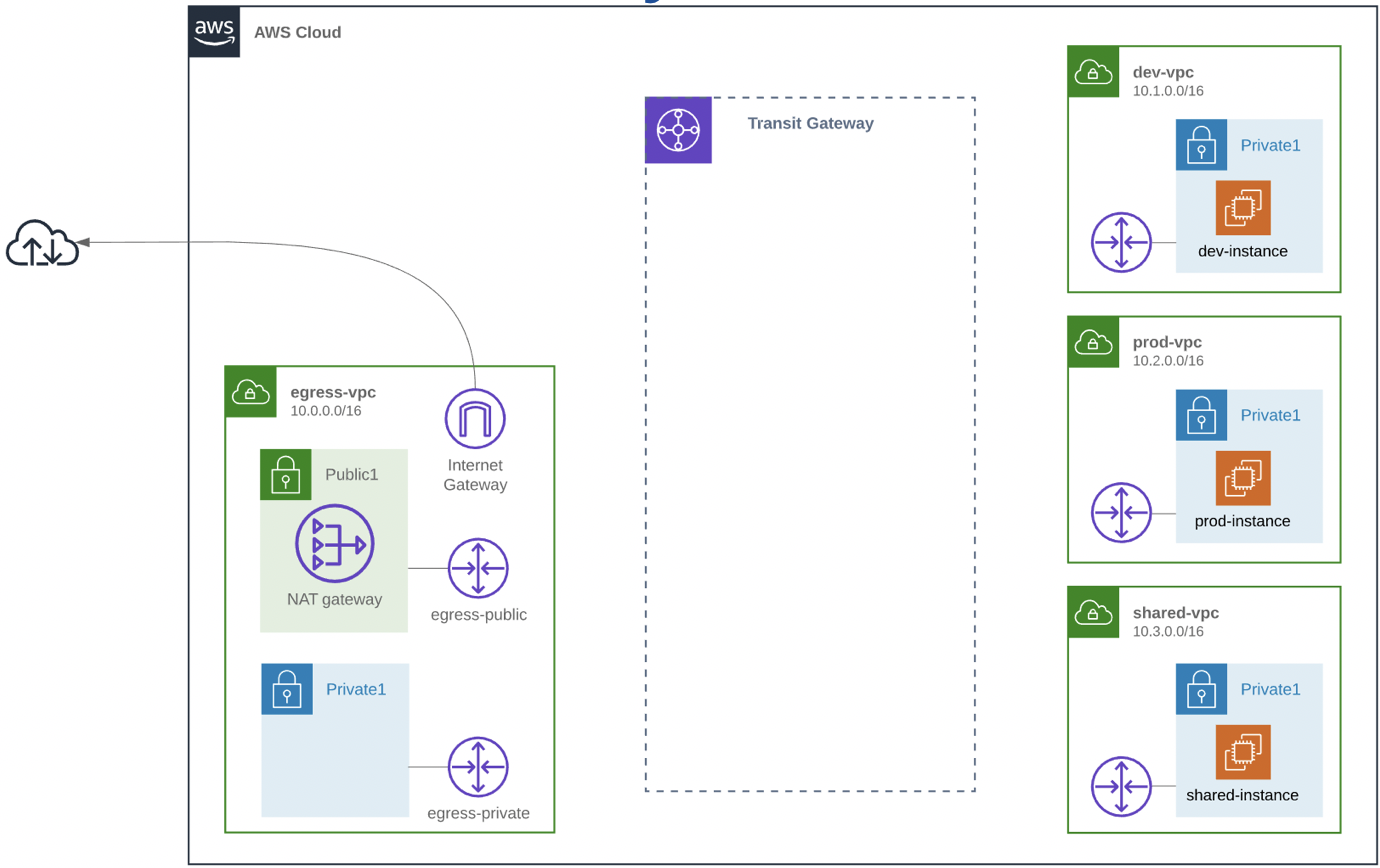 aws
AWS Cloud
Transit Gateway
dev-vpc
10.1.0.0/16
Private1
dev-instance
prod-vpc
10.2.0.0/16
Private1
prod-instance
shared-vpc
10.3.0.0/16
Private1
shared-instance
egress-vpc
10.0.0.0/16
Internet
Gateway
Public1
NAT gateway
egress-public
Private1
egress-private